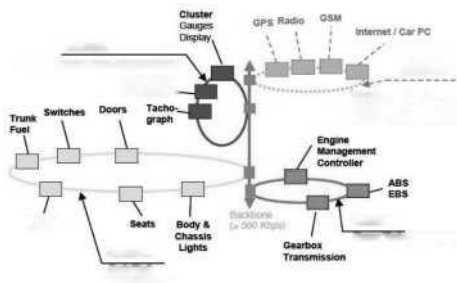 Cluster
Gauges
Display
GPS
Radio
GSM
Internet / Car PC
Tacho-
graph
Trunk
Fuel
Switches
Doors
Engine
Management
Controller
ABS
EBS
Seats
Body &
Chassis
Lights
Backbone
(≥ 500 Kbps)
Gearbox
Transmission